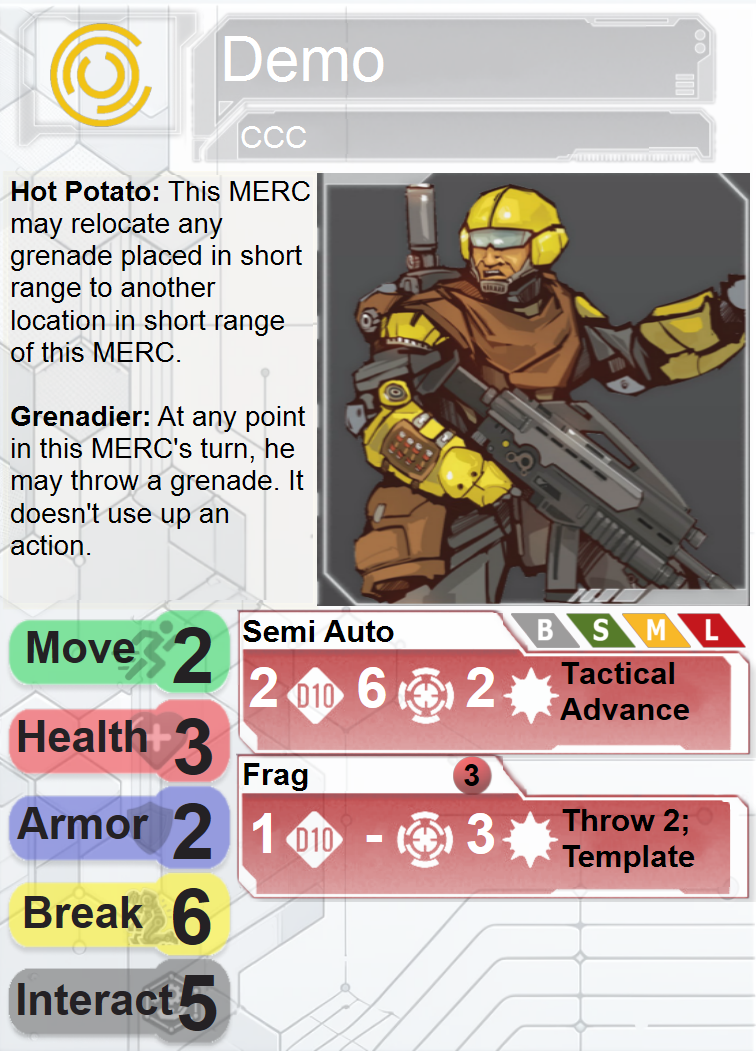 Demo
CCC
Hot Potato: This MERC
may relocate any
grenade placed in short
range to another
location in short range
of this MERC.
Grenadier: At any point
in this MERC's turn, he
may throw a grenade. It
doesn't use up an
action.
Move 2
Health 3
Armor 2
Break 6
Interact 5
Semi Auto B S M L
2 D10 6 2 Tactical
Advance
Frag 3
1 D10 - 3 Throw 2;
Template